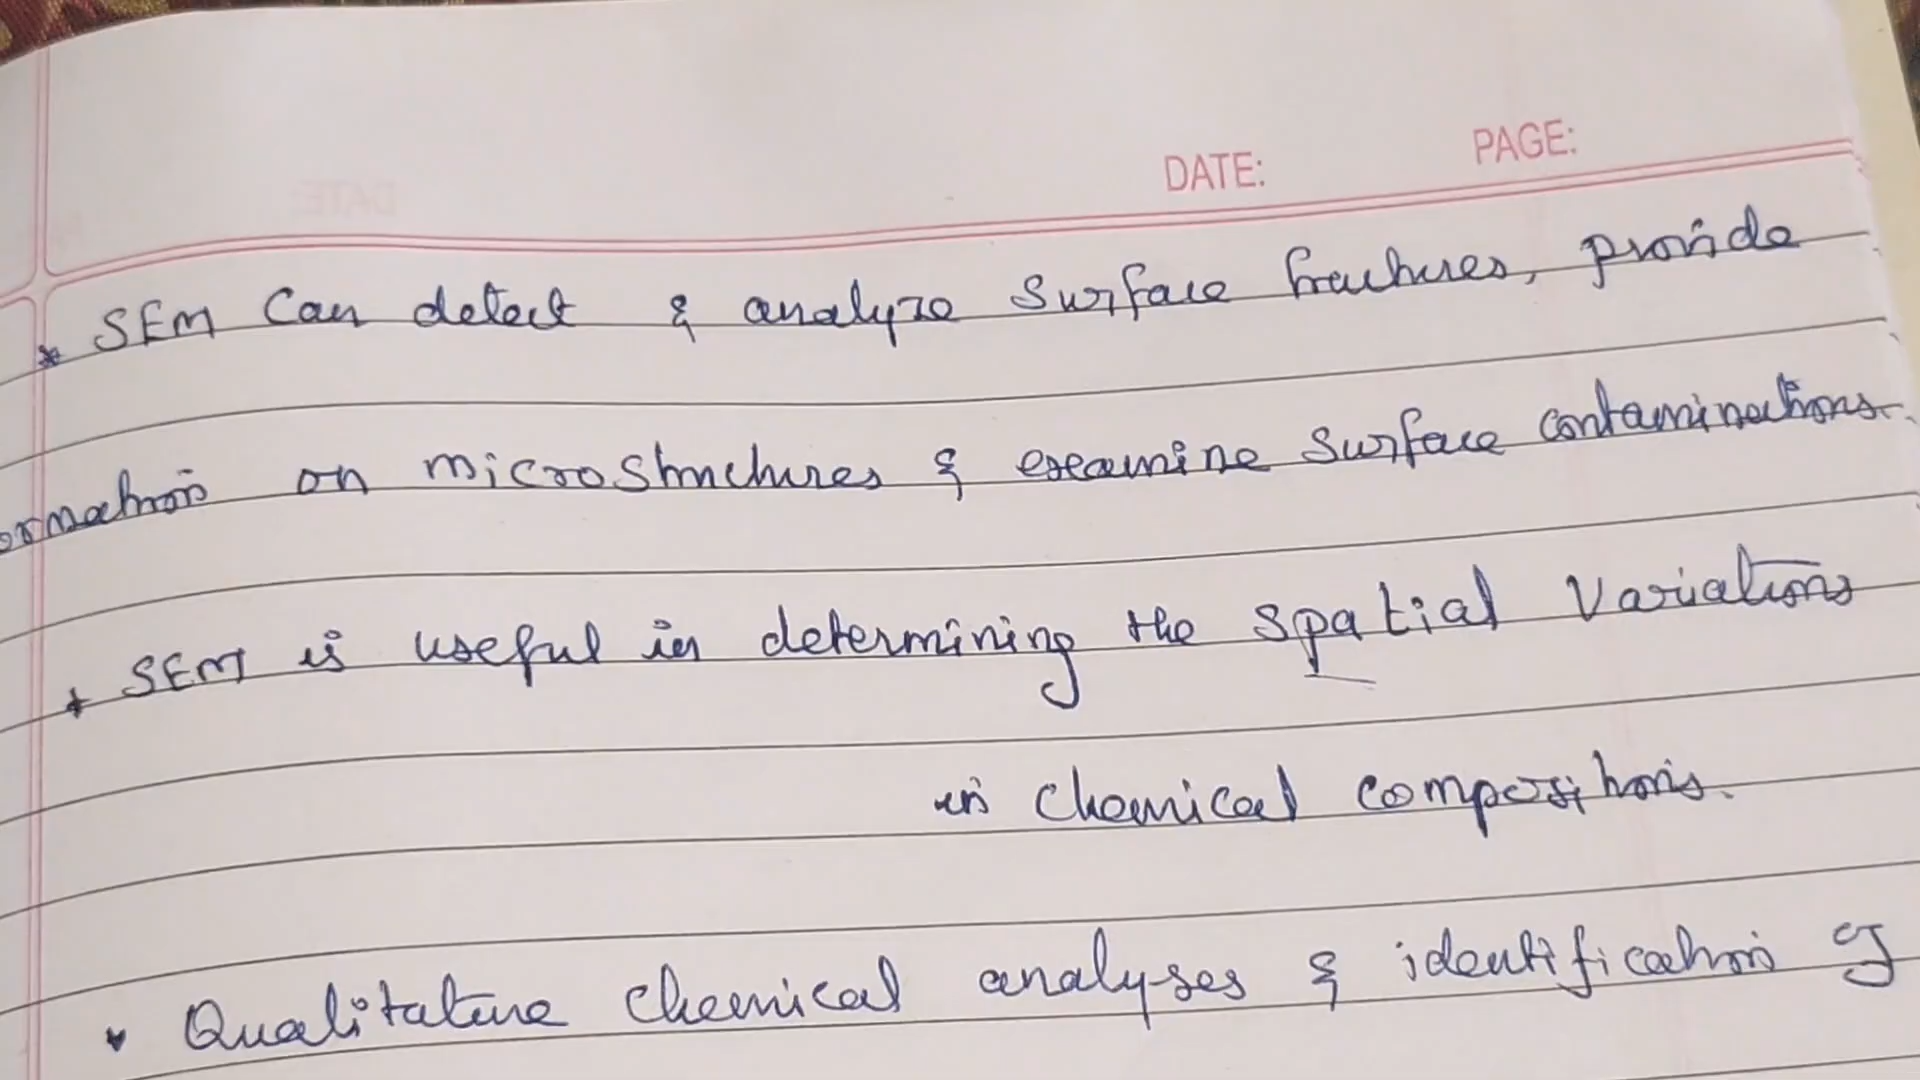 DATE: PAGE:
* SEM Can detect & analyze Surface fractures, provide
ormation on microstructures & examine surface contaminations.
* SEM is useful in determining the spatial Variations
in chemical compositions.
* Qualitative chemical analyses & identification of